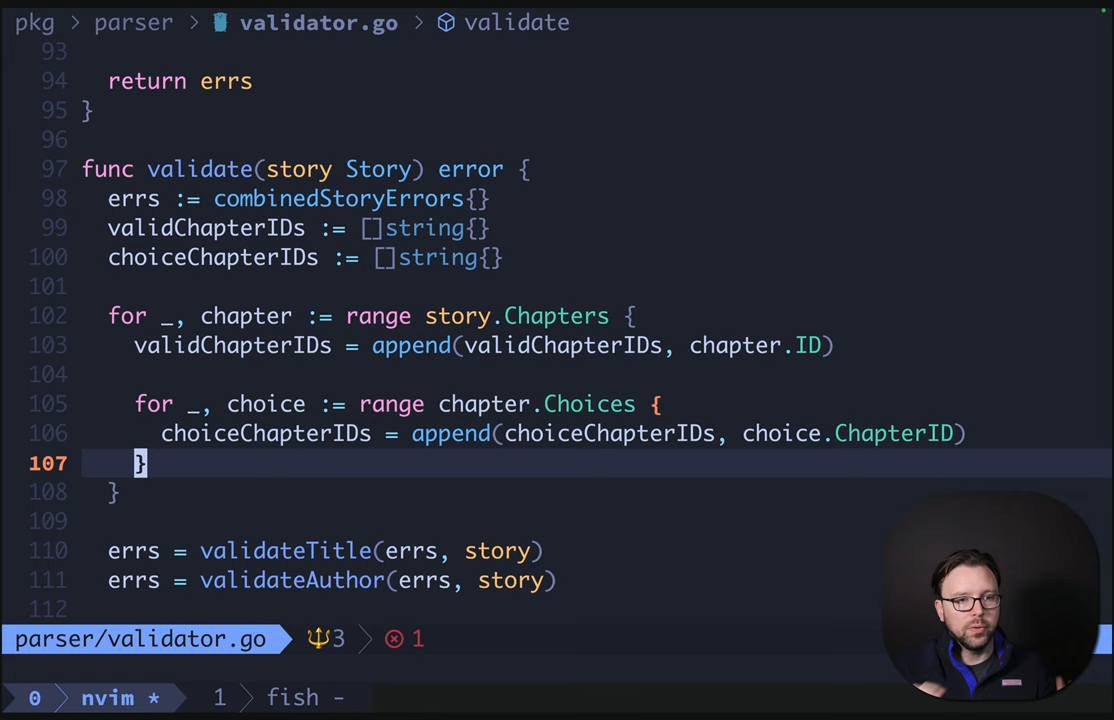 pkg > parser > validator.go > validate
93
94 return errs
95 }
96
97 func validate(story Story) error {
98 errs := combinedStoryErrors{}
99 validChapterIDs := []string{}
100 choiceChapterIDs := []string{}
101
102 for _, chapter := range story.Chapters {
103 validChapterIDs = append(validChapterIDs, chapter.ID)
104
105 for _, choice := range chapter.Choices {
106 choiceChapterIDs = append(choiceChapterIDs, choice.ChapterID)
107 }
108 }
109
110 errs = validateTitle(errs, story)
111 errs = validateAuthor(errs, story)
112
parser/validator.go 3 1
0 nvim * 1 fish -